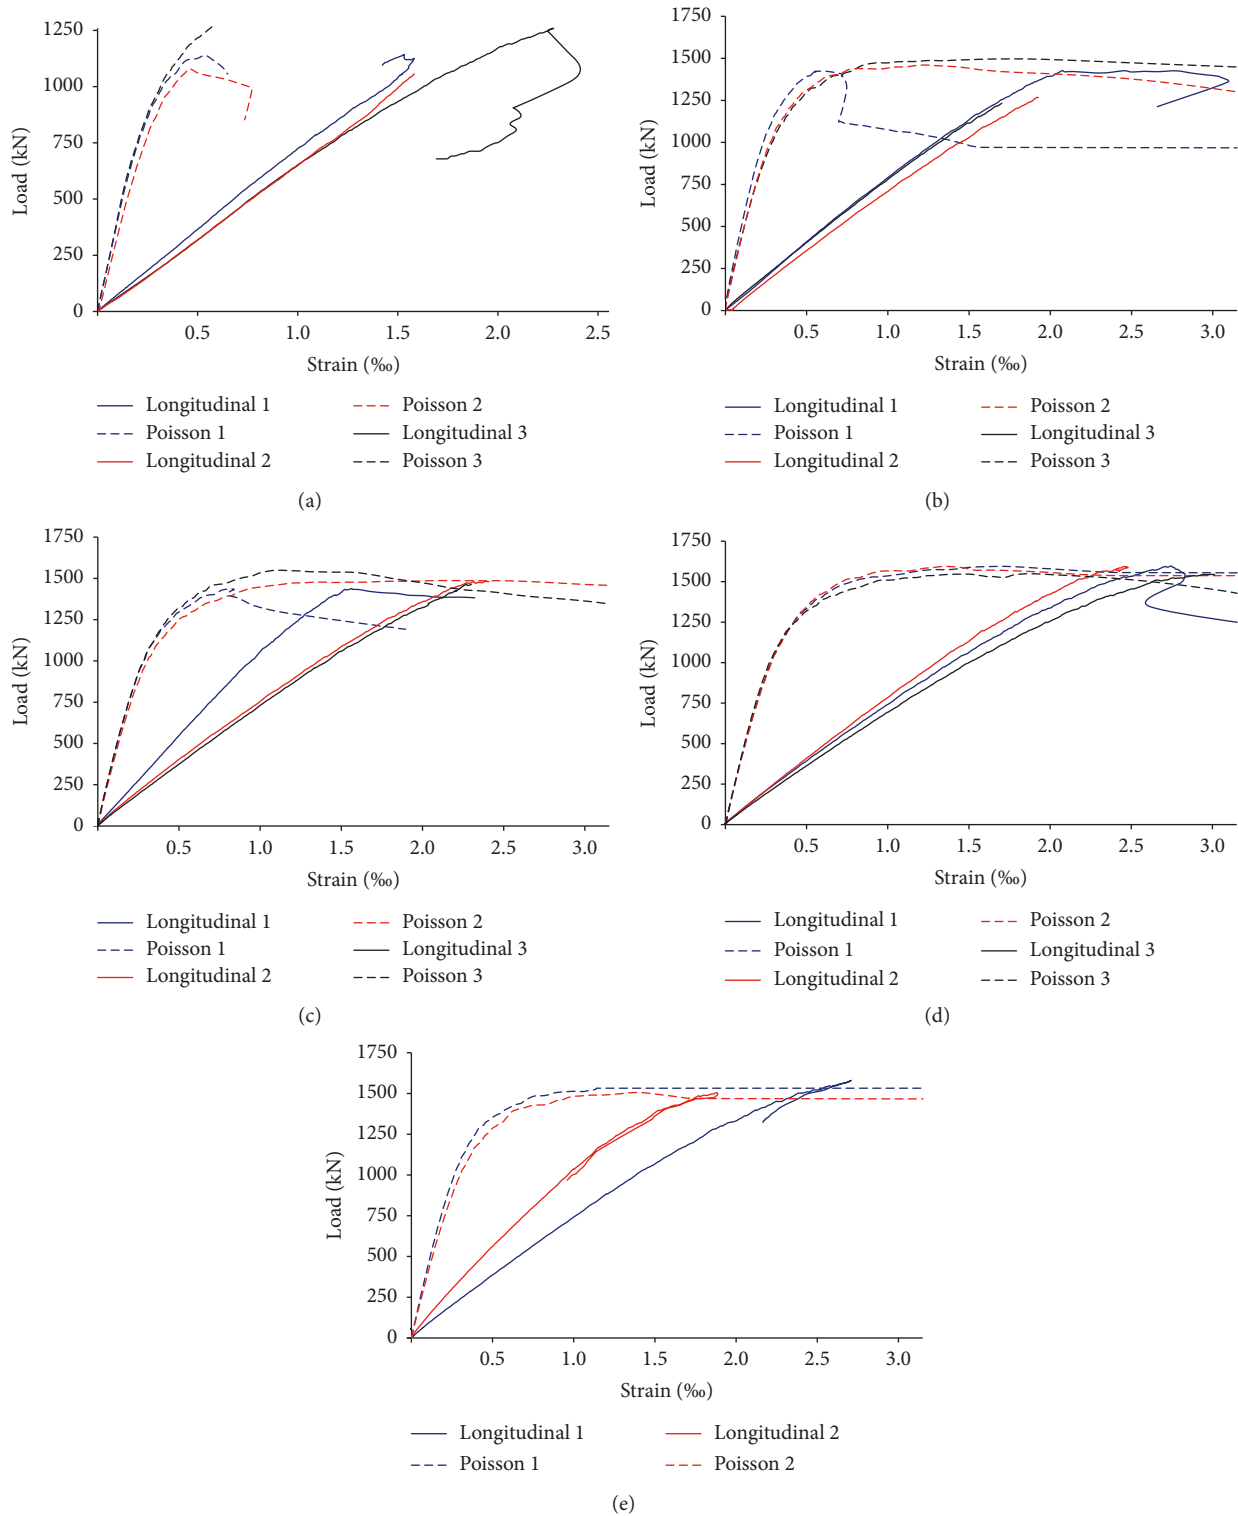 1250
1000
750
500
250
0
Load (kN)
0.5 1.0 1.5 2.0 2.5
Strain (‰)
Longitudinal 1
Poisson 1
Longitudinal 2
Poisson 2
Longitudinal 3
Poisson 3
(a)
1750
1500
1250
1000
750
500
250
0
Load (kN)
0.5 1.0 1.5 2.0 2.5 3.0
Strain (‰)
Longitudinal 1
Poisson 1
Longitudinal 2
Poisson 2
Longitudinal 3
Poisson 3
(b)
1750
1500
1250
1000
750
500
250
0
Load (kN)
0.5 1.0 1.5 2.0 2.5 3.0
Strain (‰)
Longitudinal 1
Poisson 1
Longitudinal 2
Poisson 2
Longitudinal 3
Poisson 3
(c)
1750
1500
1250
1000
750
500
250
0
Load (kN)
0.5 1.0 1.5 2.0 2.5 3.0
Strain (‰)
Longitudinal 1
Poisson 1
Longitudinal 2
Poisson 2
Longitudinal 3
Poisson 3
(d)
1750
1500
1250
1000
750
500
250
0
Load (kN)
0.5 1.0 1.5 2.0 2.5 3.0
Strain (‰)
Longitudinal 1
Poisson 1
Longitudinal 2
Poisson 2
(e)